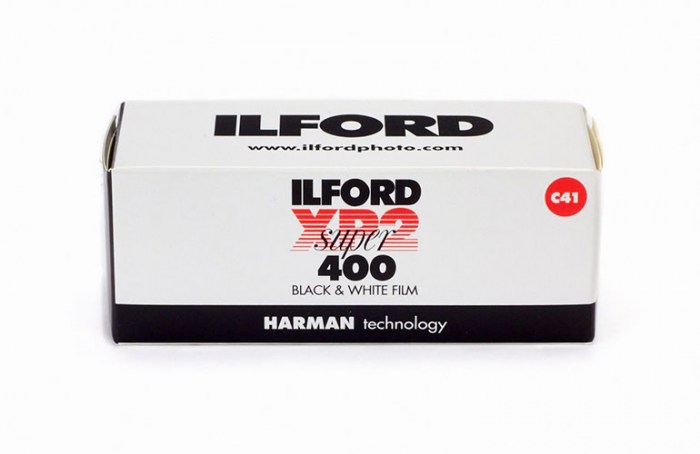 ILFORD
www.ilfordphoto.com
ILFORD
XP2
super
400
BLACK & WHITE FILM
C41
HARMAN technology